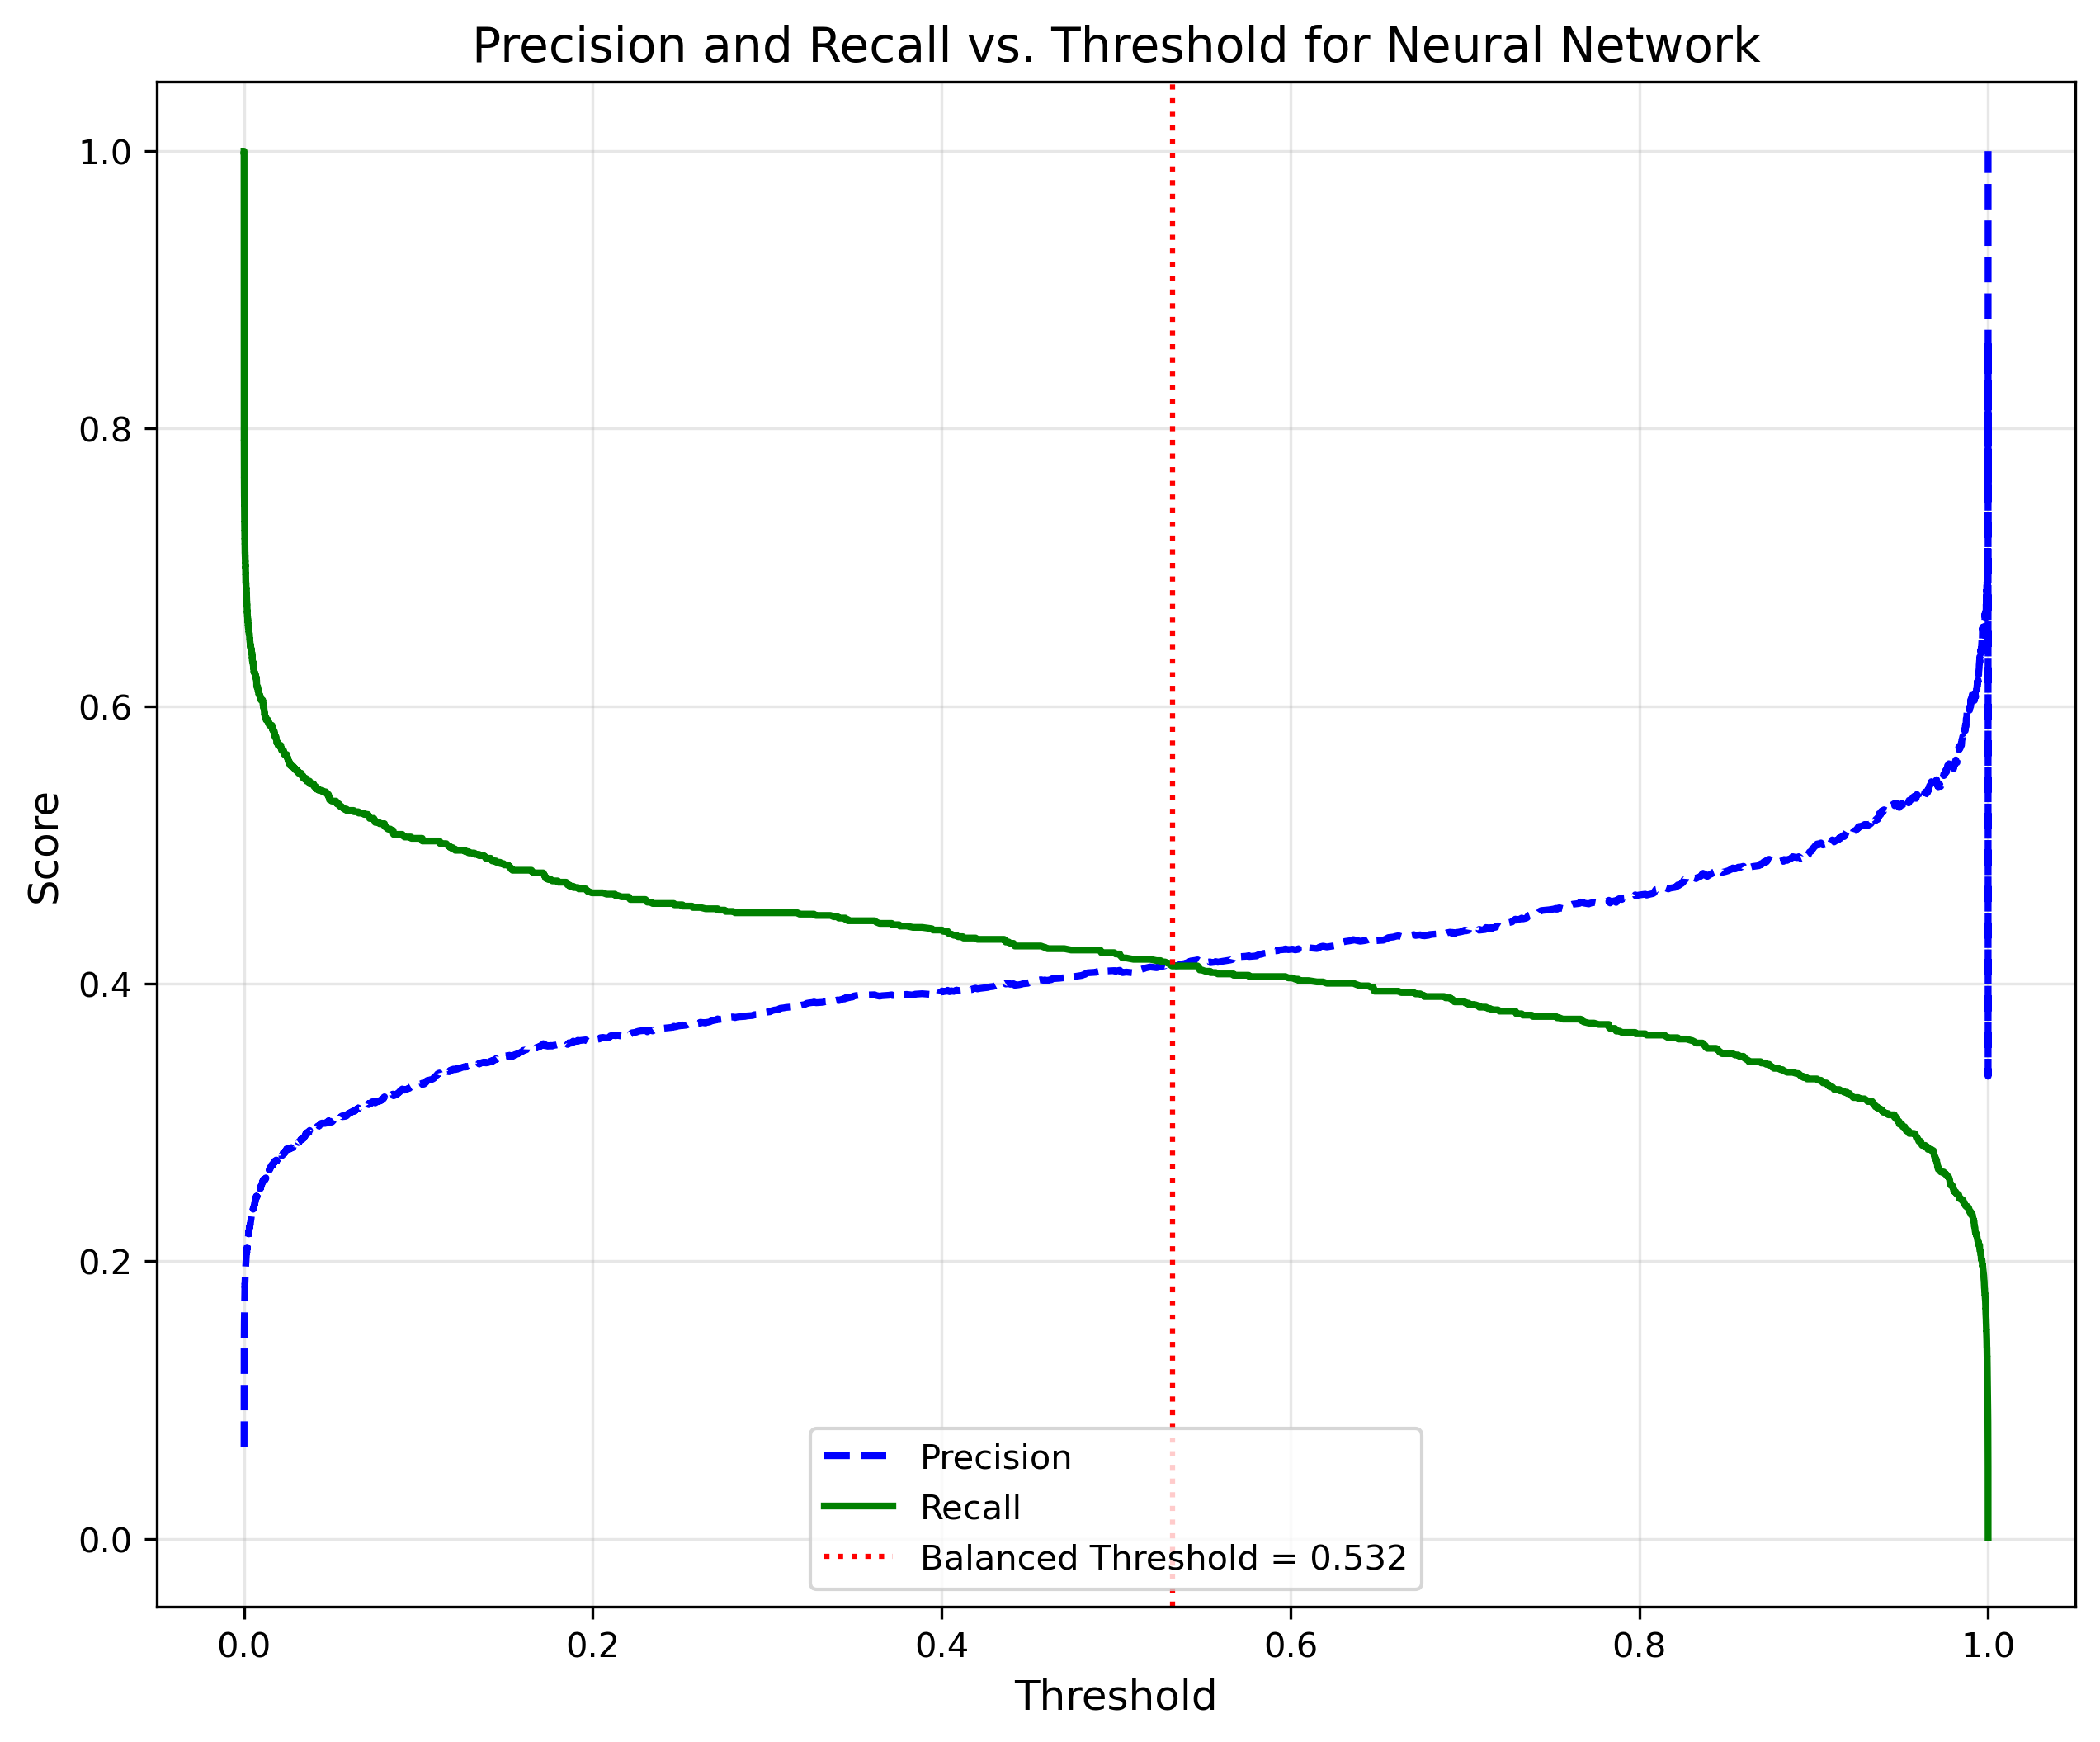 Precision and Recall vs. Threshold for Neural Network
1.0
0.8
0.6
0.4
0.2
0.0
Score
Precision
Recall
Balanced Threshold = 0.532
0.0 0.2 0.4 0.6 0.8 1.0
Threshold